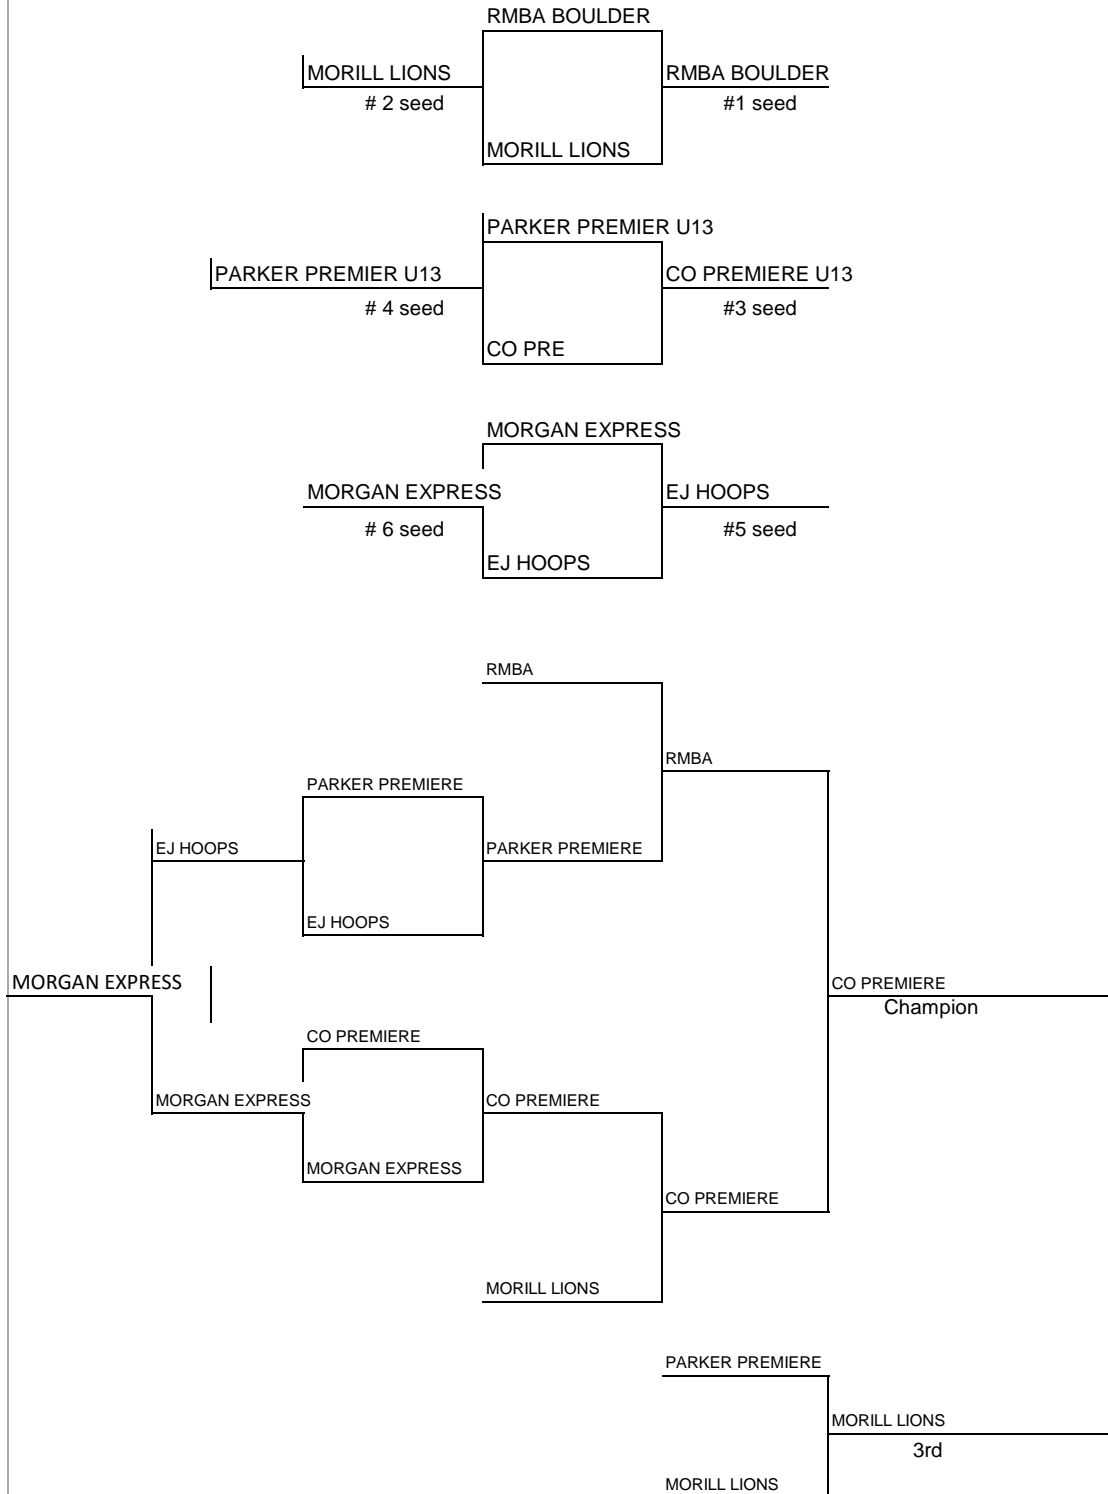 RMBA BOULDER
MORILL LIONS
RMBA BOULDER
# 2 seed
#1 seed
MORILL LIONS
PARKER PREMIER U13
PARKER PREMIER U13
CO PREMIERE U13
# 4 seed
#3 seed
CO PRE
MORGAN EXPRESS
MORGAN EXPRESS
EJ HOOPS
# 6 seed
#5 seed
EJ HOOPS
RMBA
RMBA
PARKER PREMIERE
EJ HOOPS
PARKER PREMIERE
EJ HOOPS
MORGAN EXPRESS
CO PREMIERE
Champion
CO PREMIERE
MORGAN EXPRESS
CO PREMIERE
MORGAN EXPRESS
CO PREMIERE
MORILL LIONS
PARKER PREMIERE
MORILL LIONS
3rd
MORILL LIONS